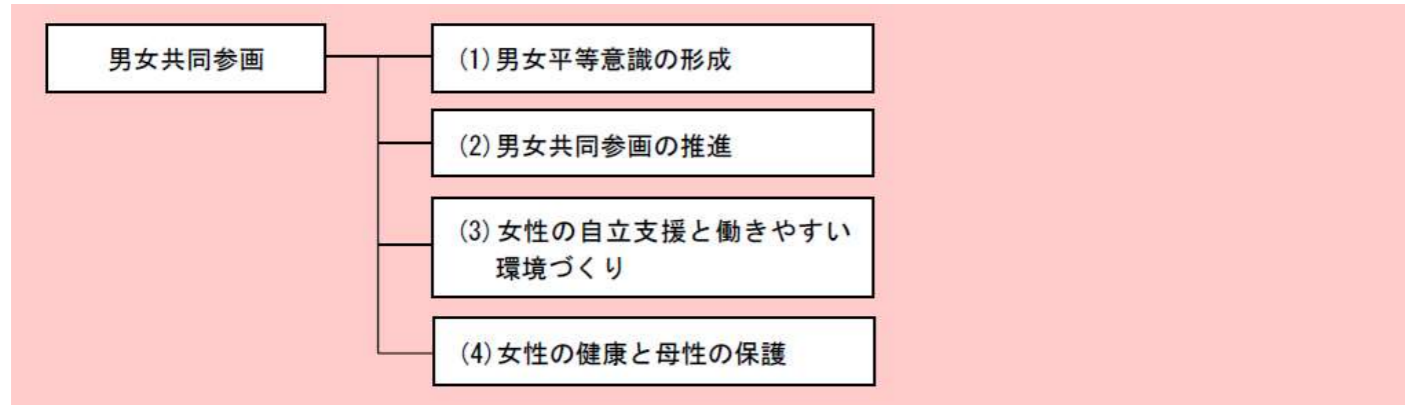 男女共同参画
(1)男女平等意識の形成
(2)男女共同参画の推進
(3)女性の自立支援と働きやすい
環境づくり
(4)女性の健康と母性の保護